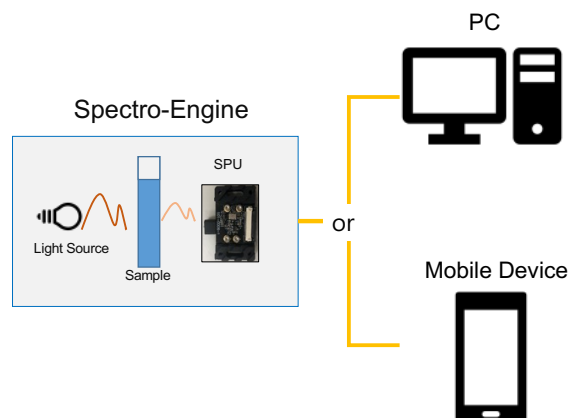 PC
Spectro-Engine
SPU
Light Source
Sample
or
Mobile Device